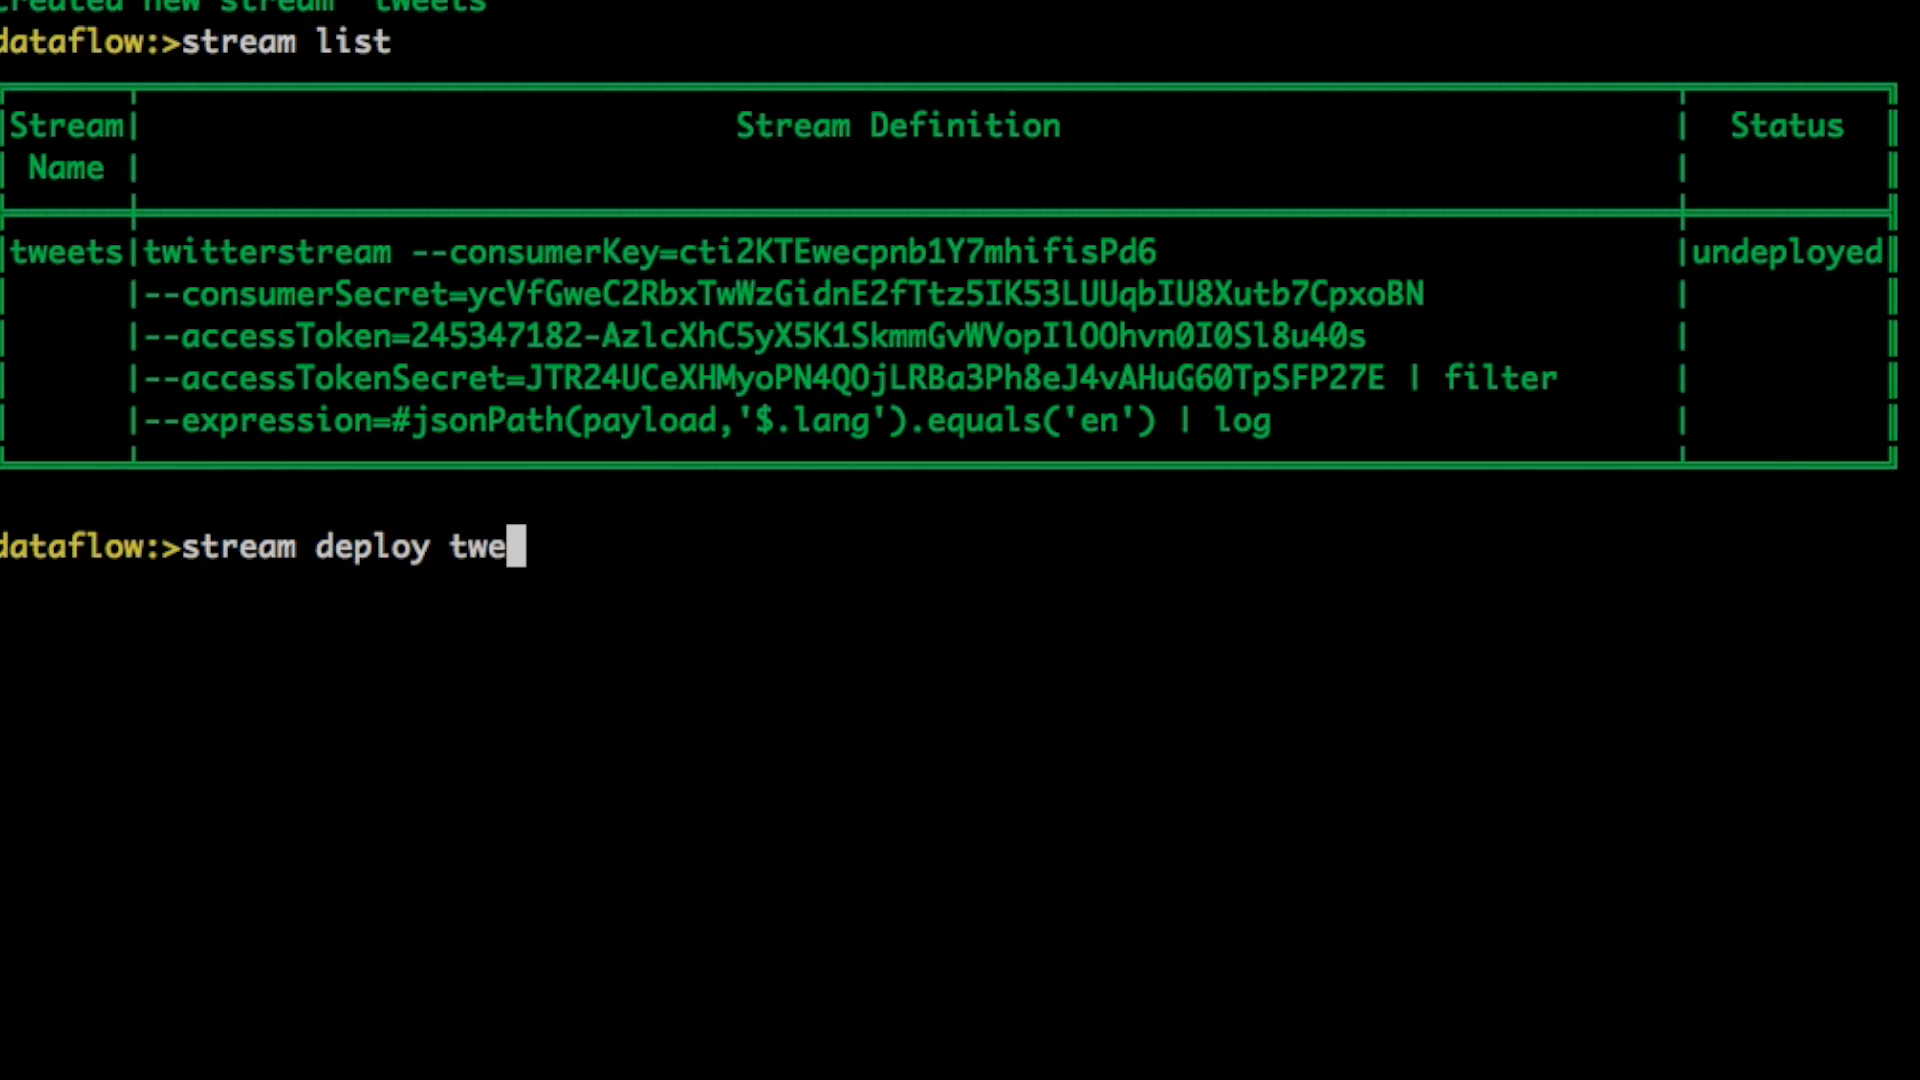 created new stream 'tweets
dataflow:>stream list
Stream Name | Stream Definition | Status
tweets|twitterstream --consumerKey=cti2KTEwecpnb1Y7mhifisPd6 |undeployed
|--consumerSecret=ycVfGweC2RbxTwWzGidnE2fTtz5IK53LUUqbIU8Xutb7CpxoBN
|--accessToken=245347182-AzlcXhC5yX5K1SkmmGvWVopIlOOhvn0I0Sl8u40s
|--accessTokenSecret=JTR24UCeXHMyoPN4QOjLRBa3Ph8eJ4vAHuG60TpSFP27E | filter
|--expression=#jsonPath(payload,'$.lang').equals('en') | log
dataflow:>stream deploy twe